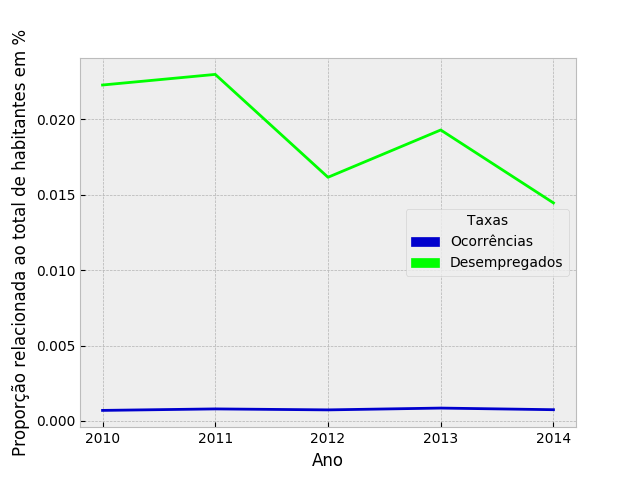 Proporção relacionada ao total de habitantes em %
0.020
0.015
0.010
0.005
0.000
Taxas
Ocorrências
Desempregados
2010 2011 2012 2013 2014
Ano